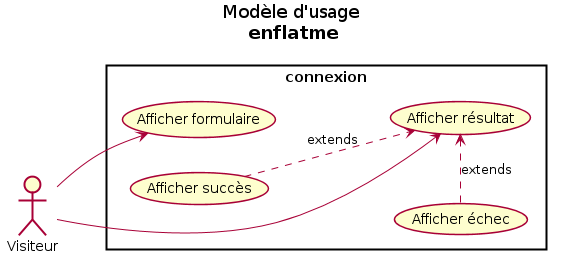 Modèle d'usage
enflatme
connexion
Afficher formulaire
Afficher résultat
extends
Afficher succès
extends
Afficher échec
Visiteur